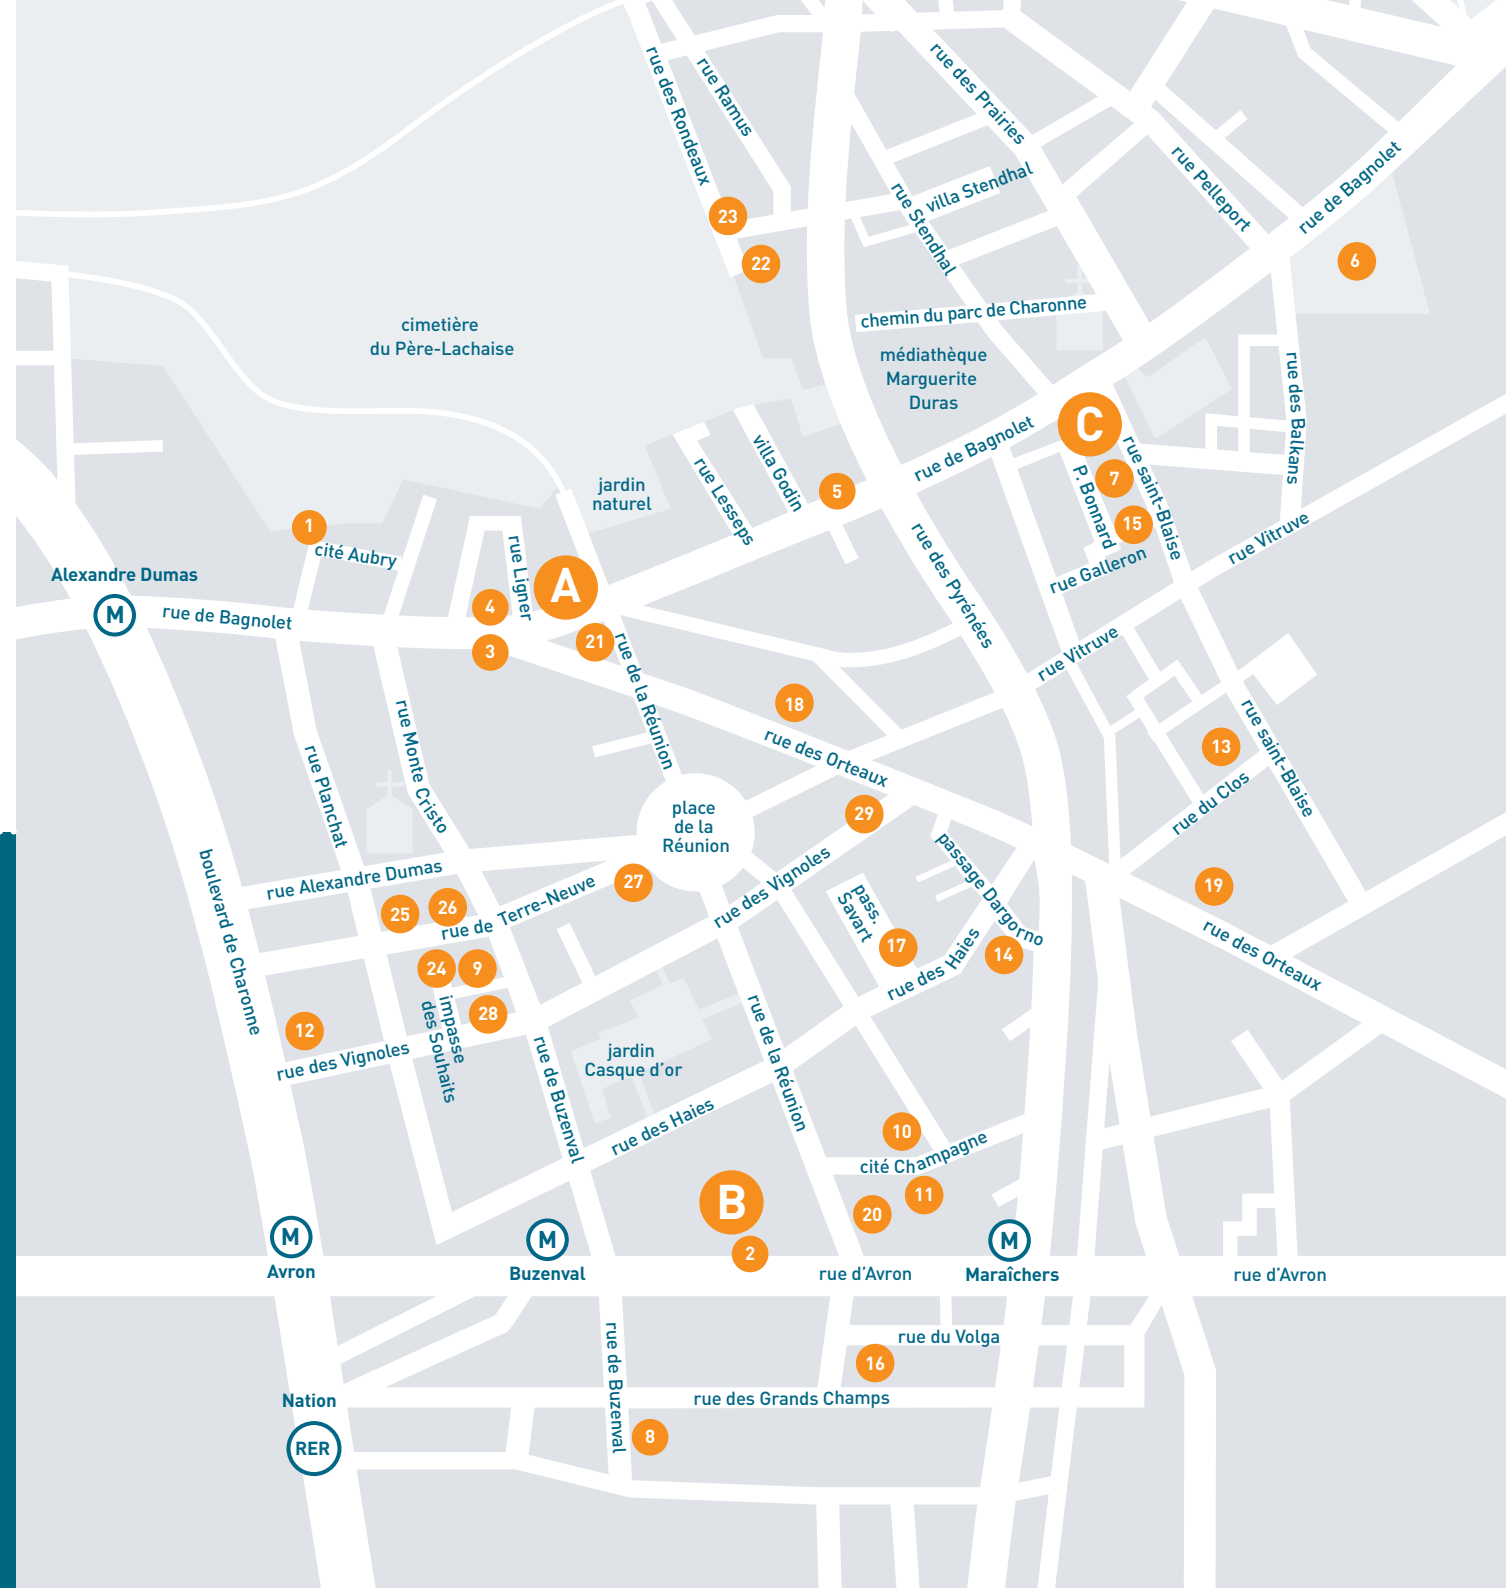 rue des Rondeaux
rue Ramus
rue des Prairies
rue Pelleport
rue de Bagnolet
villa Stendhal
rue Stendhal
23
22
6
chemin du parc de Charonne
cimetière
du Père-Lachaise
médiathèque
Marguerite
Duras
rue des Balkans
C
rue de Bagnolet
villa Godin
rue Lesseps
5
jardin
naturel
rue saint-Blaise
P. Bonnard
7
15
rue Galleron
rue Vitruve
1
cité Aubry
rue Ligner
A
rue des Pyrénées
Alexandre Dumas
M
rue de Bagnolet
4
3
21
rue de la Réunion
rue Vitruve
18
rue des Orteaux
rue Monte Cristo
rue Planchat
13
rue saint-Blaise
rue du Clos
place
de la
Réunion
29
rue des Vignoles
passage Dargorno
pass.
Savart
17
rue des Haies
14
19
rue des Orteaux
boulevard de Charonne
rue Alexandre Dumas
27
25
26
rue de Terre-Neuve
24
9
28
impasse
des Souhaits
12
rue des Vignoles
rue de Buzenval
jardin
Casque d’or
rue de la Réunion
rue des Haies
10
cité Champagne
11
20
B
2
M
Avron
M
Buzenval
rue d’Avron
M
Maraîchers
rue d’Avron
rue du Volga
16
rue des Grands Champs
rue de Buzenval
8
Nation
RER